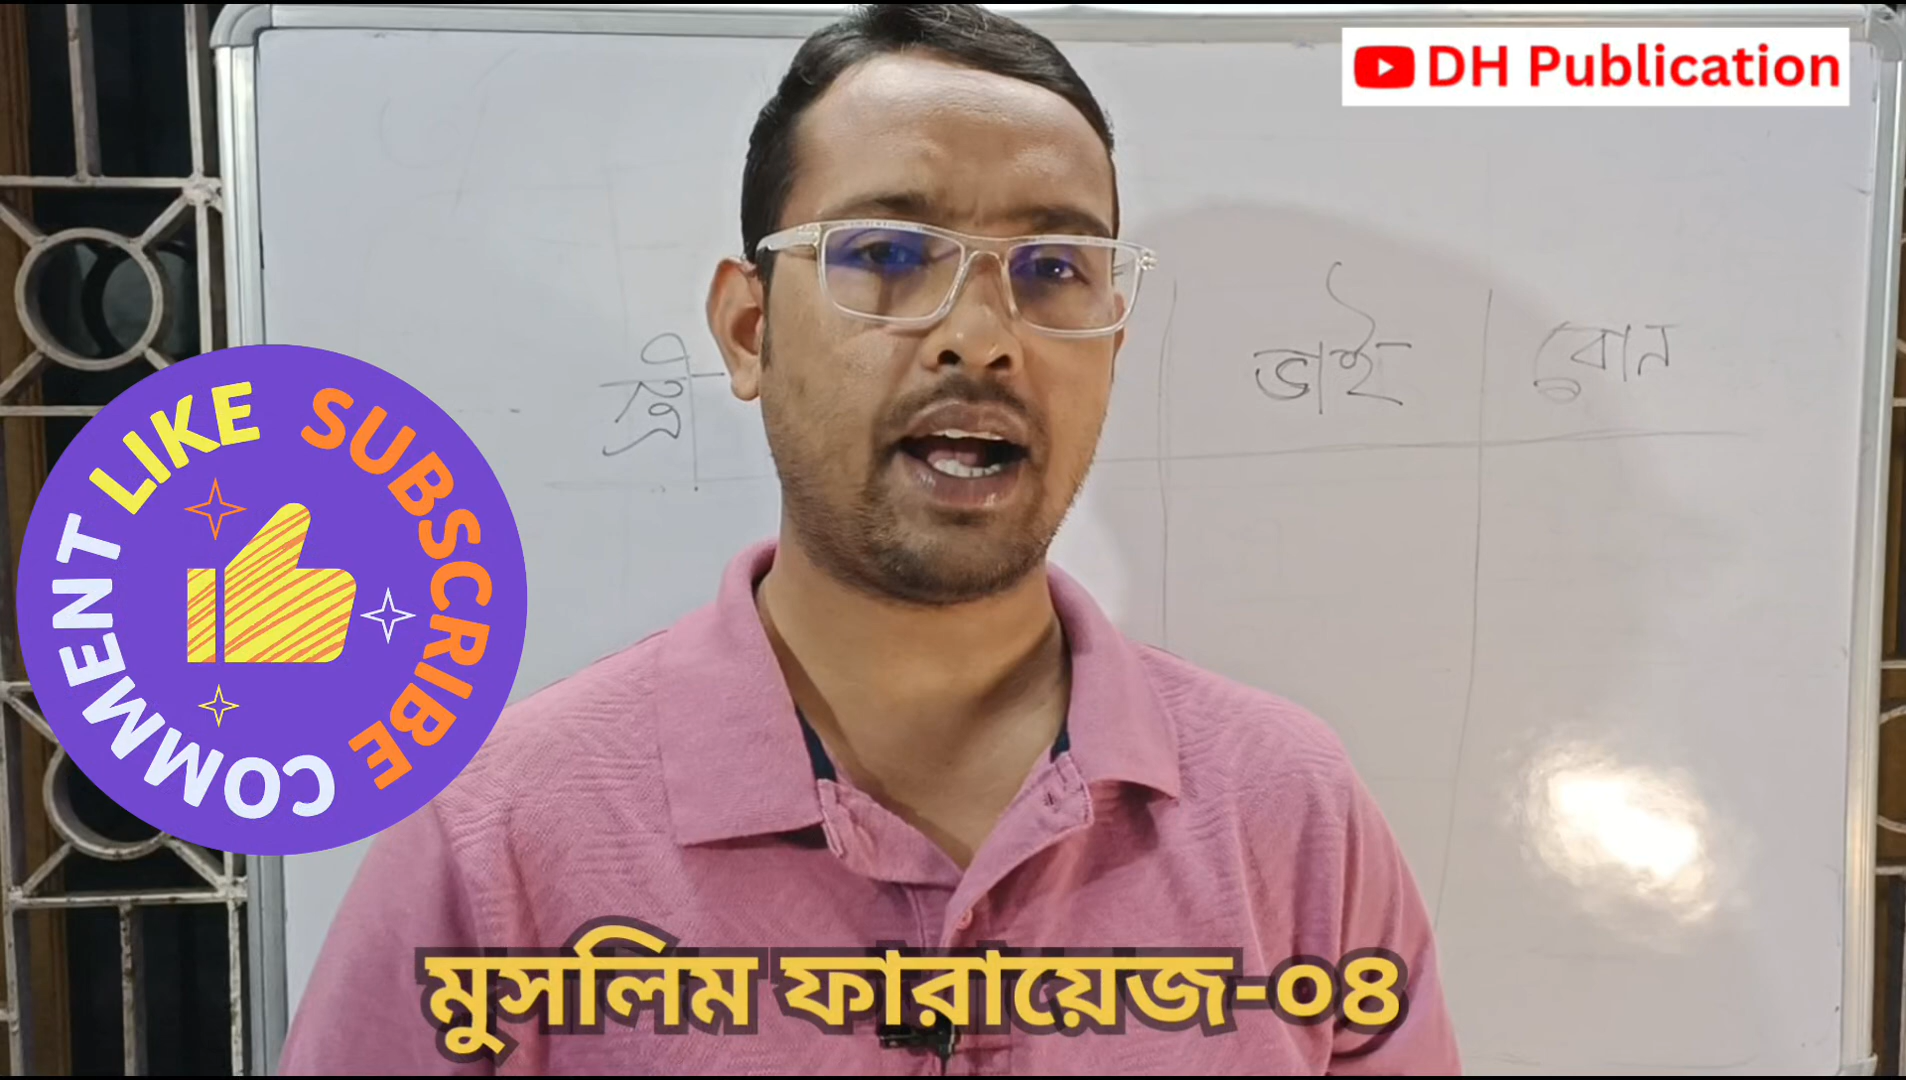 DH Publication
LIKE SUBSCRIBE COMMENT
স্ত্রী ভাই বোন
মুসলিম ফারায়েজ-০৪